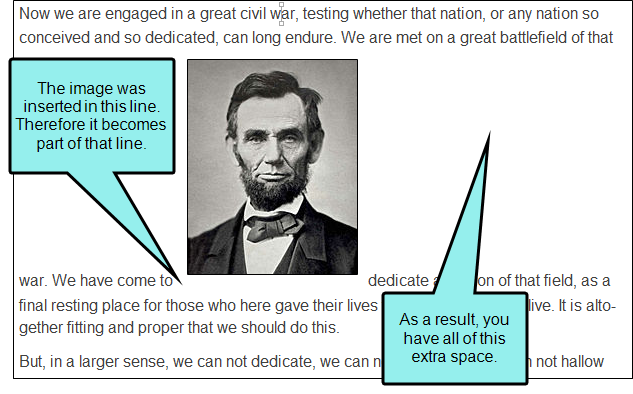 Now we are engaged in a great civil war, testing whether that nation, or any nation so
conceived and so dedicated, can long endure. We are met on a great battlefield of that
The image was
inserted in this line.
Therefore it becomes
part of that line.
war. We have come to dedicate a on of that field, as a
final resting place for those who here gave their lives live. It is alto-
gether fitting and proper that we should do this.
But, in a larger sense, we can not dedicate, we can not hallow
As a result, you
have all of this
extra space.